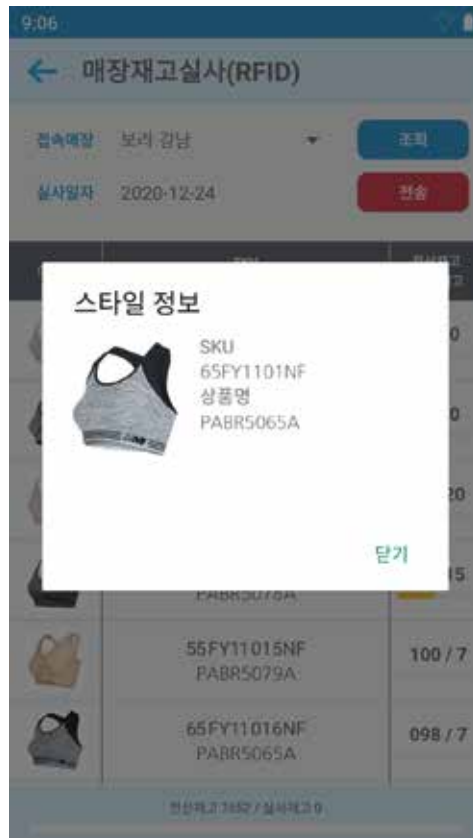 9:06
← 매장재고실사(RFID)
접속매장 보라 강남 조회
실사일자 2020-12-24 전송
스타일 정보
SKU
65FY1101NF
상품명
PABR5065A
닫기
PABR5078A
55FY11015NF
PABR5079A
100 / 7
65FY11016NF
PABR5065A
098 / 7